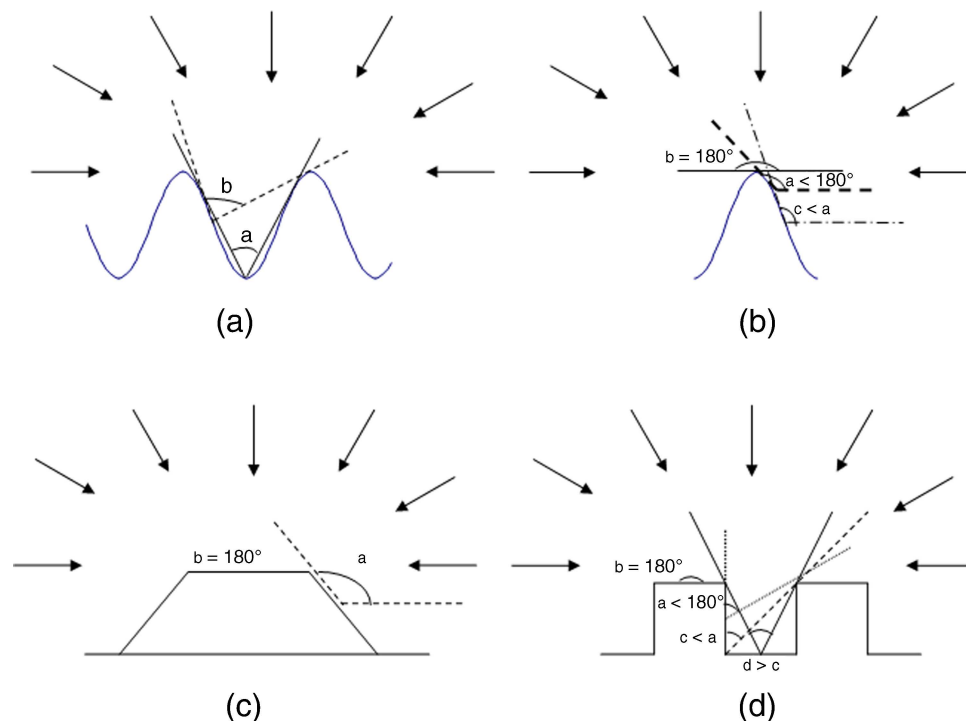 b
a
(a)
b = 180°
a < 180°
c < a
(b)
b = 180°
a
(c)
b = 180°
a < 180°
c < a
d > c
(d)